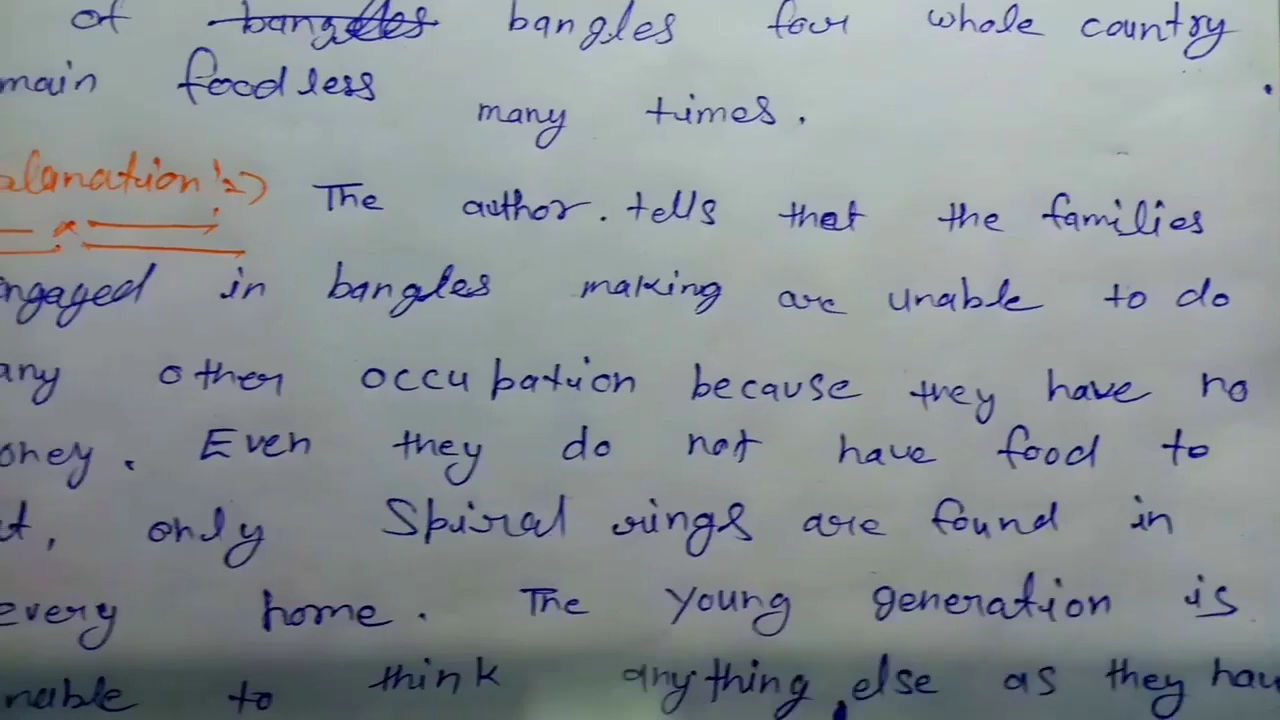 of bangles bangles four whole country
main foodless many times.
alanation:-) The author. tells that the families
ngaged in bangles making are unable to do
any other occupation because they have no
oney. Even they do not have food to
t, only Spiral rings are found in
every home. The young generation is
nable to think anything else as they hav